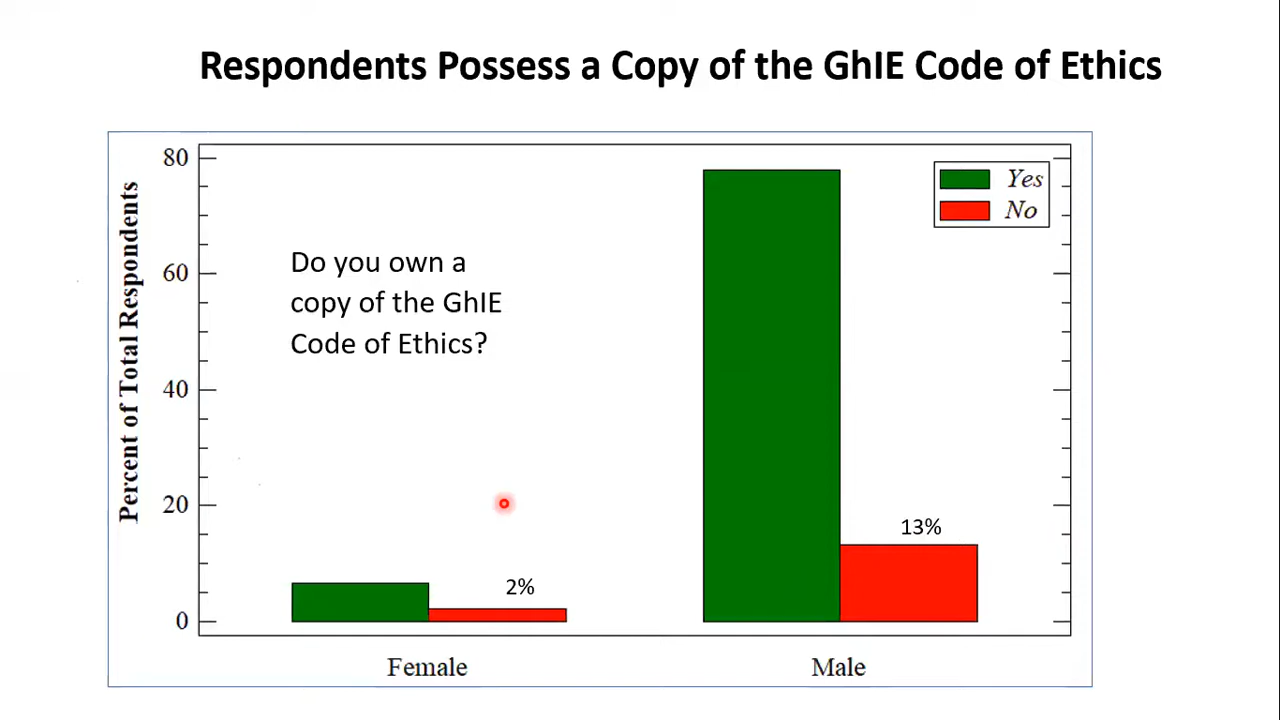 Respondents Possess a Copy of the GhIE Code of Ethics
Percent of Total Respondents
80
60
40
20
0
Do you own a
copy of the GhIE
Code of Ethics?
Yes
No
2%
13%
Female
Male